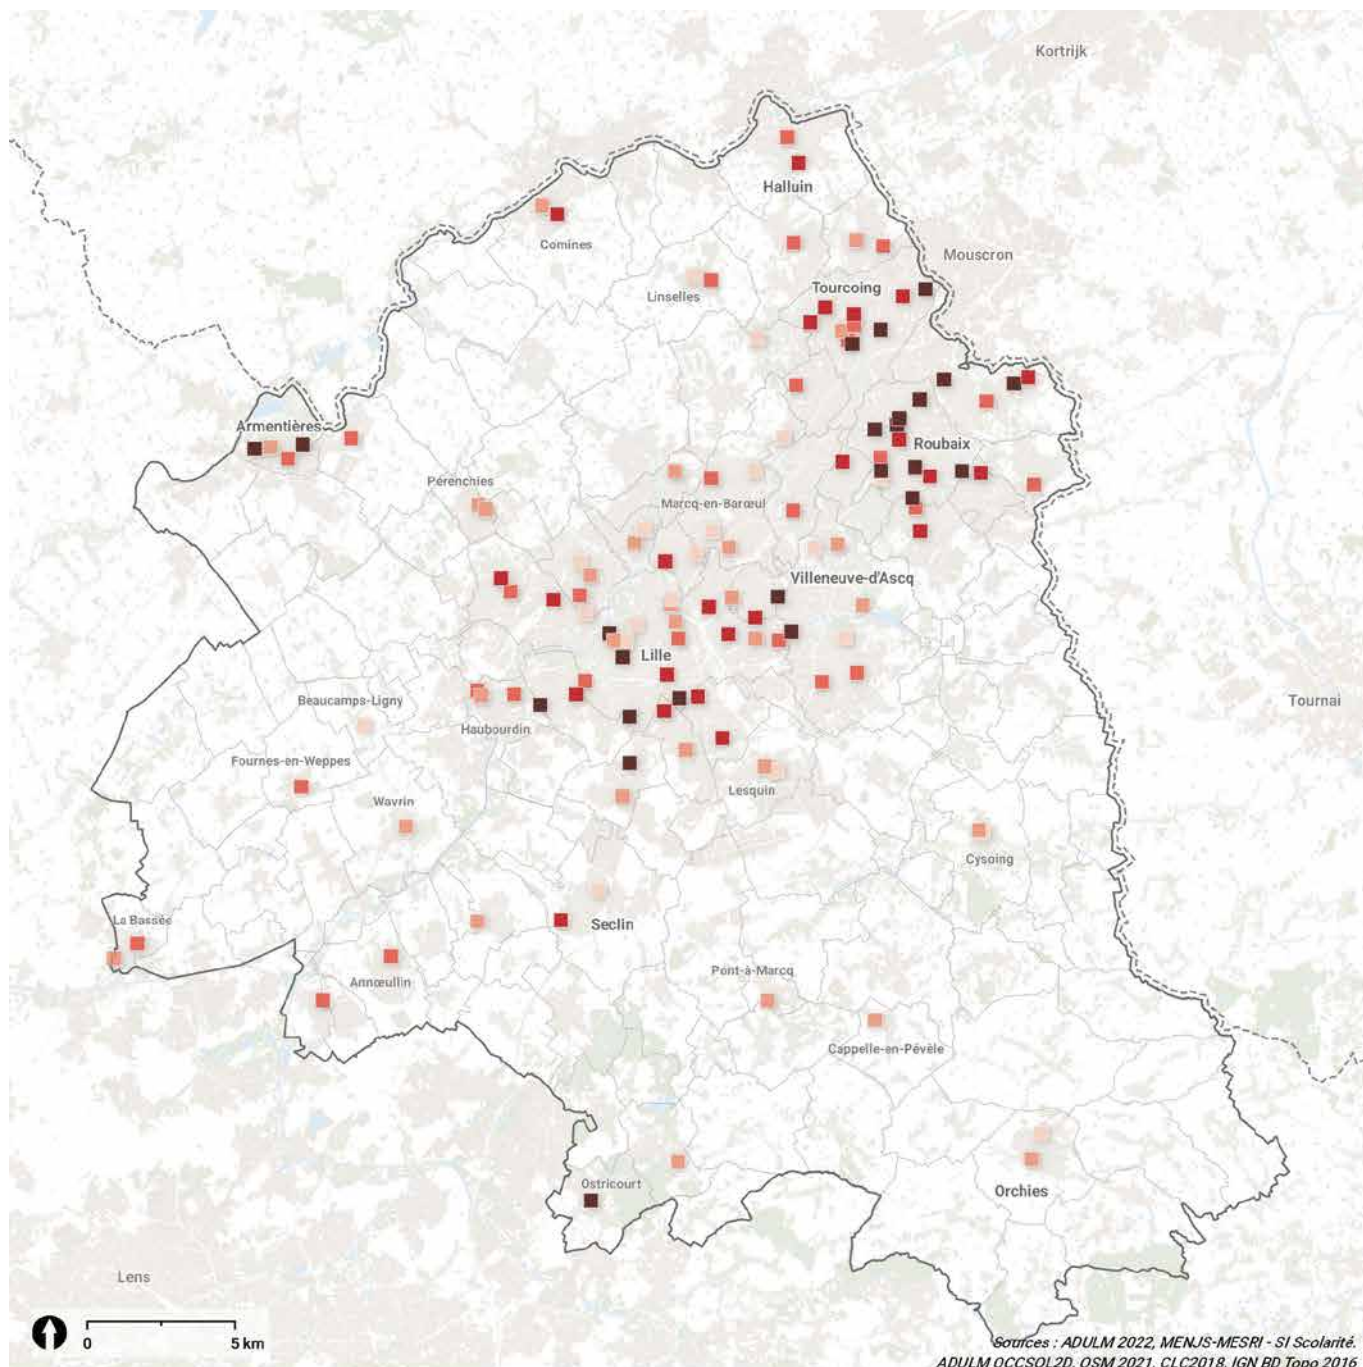 Kortrijk
Halluin
Comines
Mouscron
Tourcoing
Linselles
Armentières
Roubaix
Pérenchies
Marcq-en-Barœul
Villeneuve-d'Ascq
Lille
Beaucamps-Ligny
Tournai
Haubourdin
Fournes-en-Weppes
Lesquin
Wavrin
Cysoing
La Bassée
Seclin
Pont-à-Marcq
Annœullin
Cappelle-en-Pévèle
Ostricourt
Orchies
Lens
0 5 km
Sources : ADULM 2022, MENJS-MESRI - SI Scolarité.
ADULM OCCSOL2D, OSM 2021, CLC2018, IGN BD Topo 2016